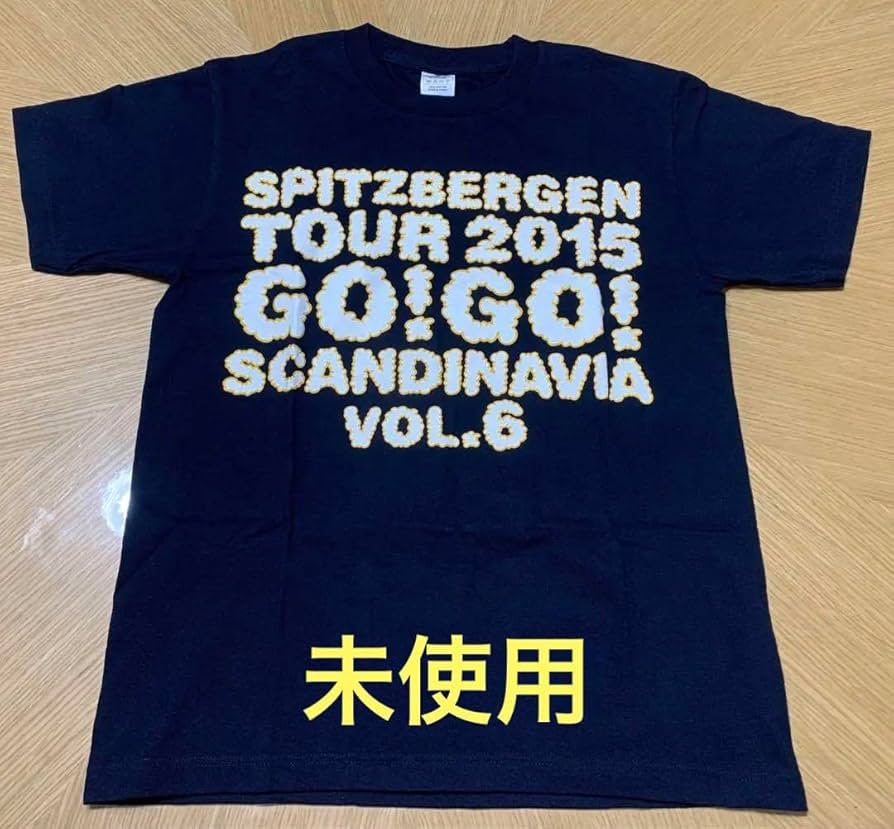 SPITZBERGEN
TOUR 2015
GO!GO!
SCANDINAVIA
VOL.6
未使用